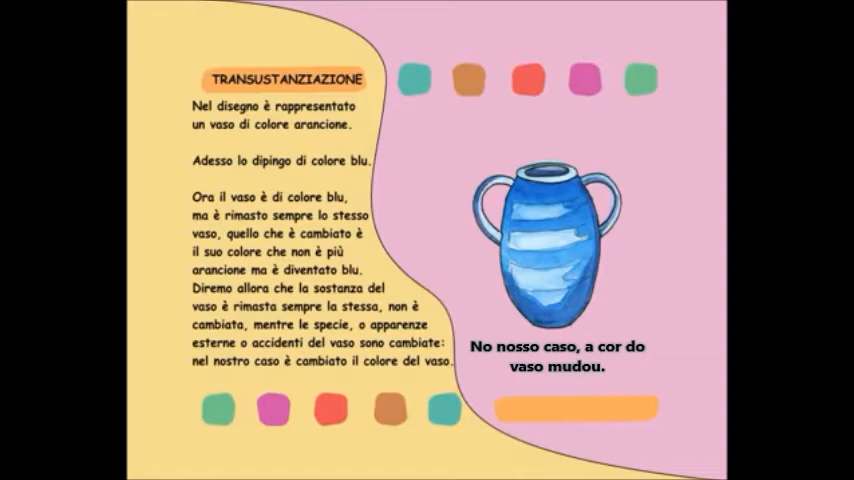 TRANSUSTANZIAZIONE
Nel disegno è rappresentato
un vaso di colore arancione.
Adesso lo dipingo di colore blu.
Ora il vaso è di colore blu,
ma è rimasto sempre lo stesso
vaso, quello che è cambiato è
il suo colore che non è più
arancione ma è diventato blu.
Diremo allora che la sostanza del
vaso è rimasta sempre la stessa, non è
cambiata, mentre le specie, o apparenze
esterne o accidenti del vaso sono cambiate:
nel nostro caso è cambiato il colore del vaso.
No nosso caso, a cor do
vaso mudou.